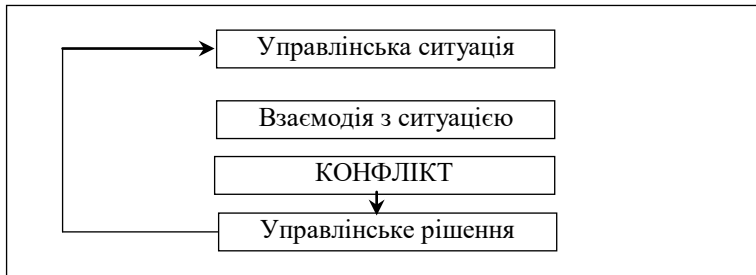 Управлінська ситуація
Взаємодія з ситуацією
КОНФЛІКТ
Управлінське рішення